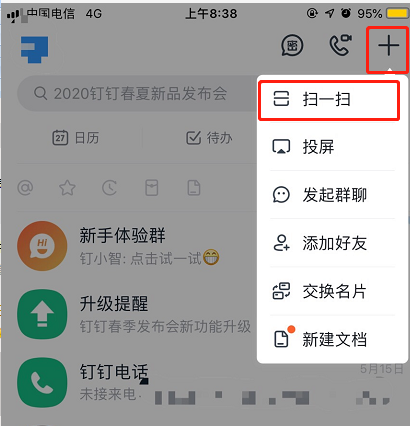 中国电信 4G 上午8:38 95%
密
2020钉钉春夏新品发布会
日历 待办
27
扫一扫
投屏
发起群聊
添加好友
交换名片
新建文档
@
HI
新手体验群
钉小智: 点击试一试😁
升级提醒
钉钉春季发布会新功能升级
钉钉电话
5月15日
未接来电